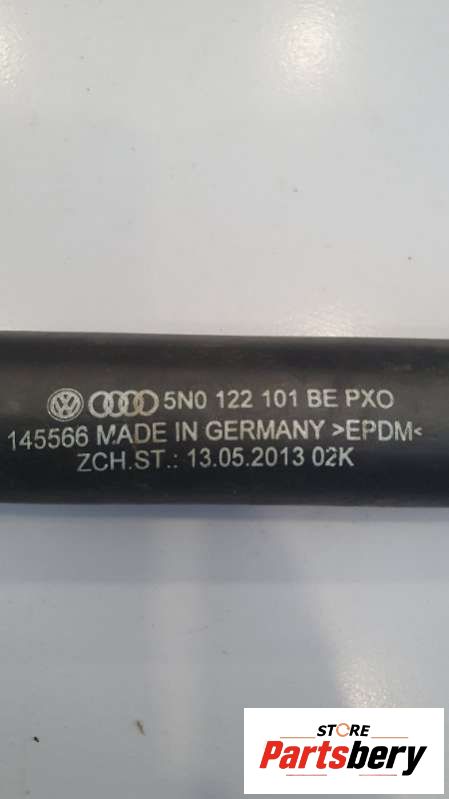 5N0 122 101 BE PXO
145566 MADE IN GERMANY >EPDM<
ZCH.ST.: 13.05.2013 02K
STORE
Partsbery